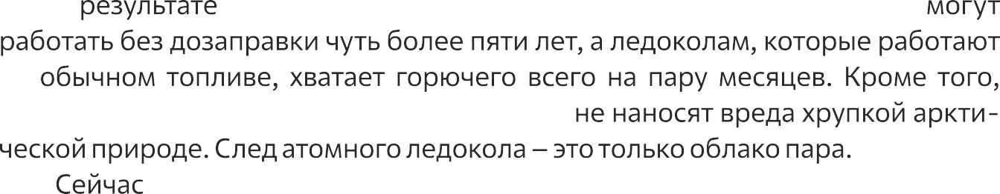 результате могут
работать без дозаправки чуть более пяти лет, а ледоколам, которые работают
обычном топливе, хватает горючего всего на пару месяцев. Кроме того,
не наносят вреда хрупкой аркти-
ческой природе. След атомного ледокола – это только облако пара.
Сейчас